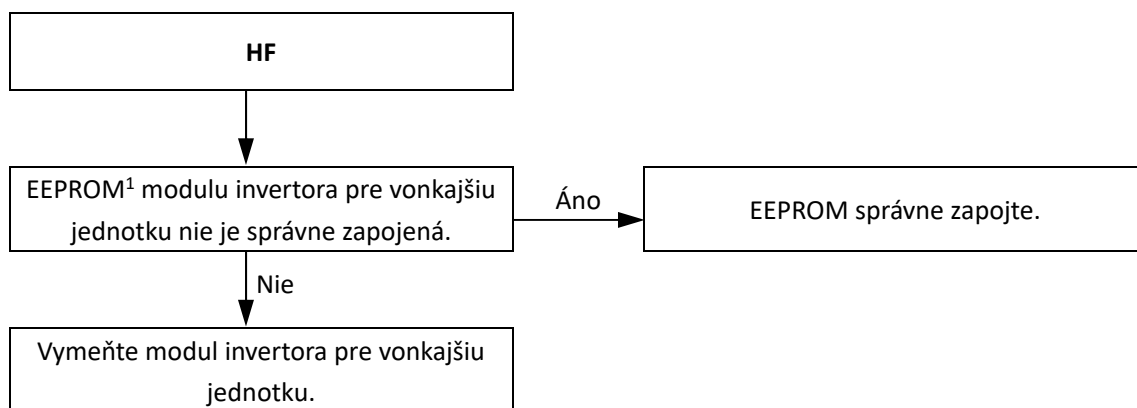 HF
EEPROM¹ modulu invertora pre vonkajšiu
jednotku nie je správne zapojená.
Áno
EEPROM správne zapojte.
Nie
Vymeňte modul invertora pre vonkajšiu
jednotku.